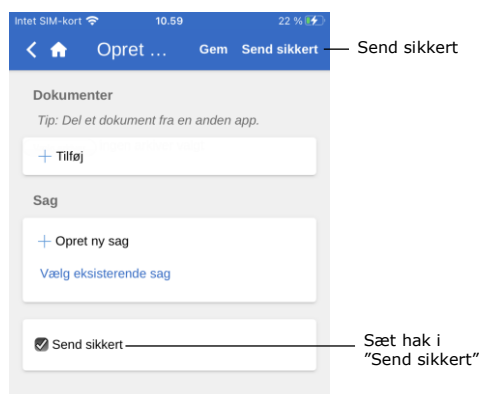 Intet SIM-kort 10.59 22 %
Opret ... Gem Send sikkert
Send sikkert
Dokumenter
Tip: Del et dokument fra en anden app.
Tilføj
Sag
Opret ny sag
Vælg eksisterende sag
Send sikkert
Sæt hak i
”Send sikkert”